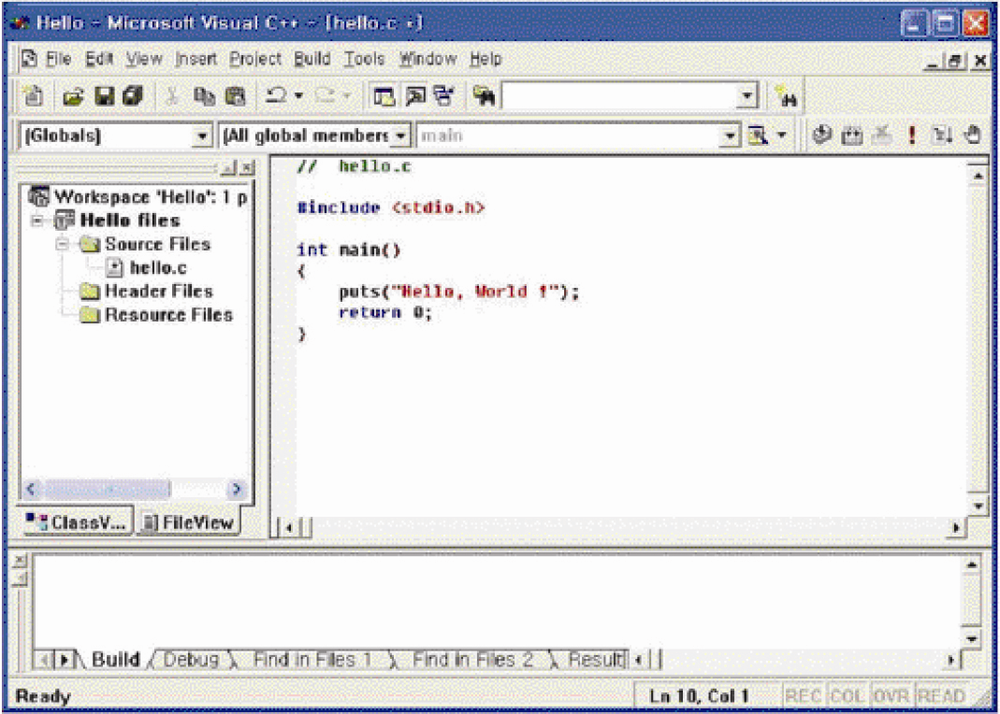 Hello - Microsoft Visual C++ - [hello.c *]
File Edit View Insert Project Build Tools Window Help
(Globals) (All global members main
Workspace 'Hello': 1 p
Hello files
Source Files
hello.c
Header Files
Resource Files
ClassV... FileView
// hello.c
#include <stdio.h>
int main()
{
puts("Hello, World !");
return 0;
}
Build Debug Find in Files 1 Find in Files 2 Result
Ready Ln 10, Col 1 REC COL OVR READ